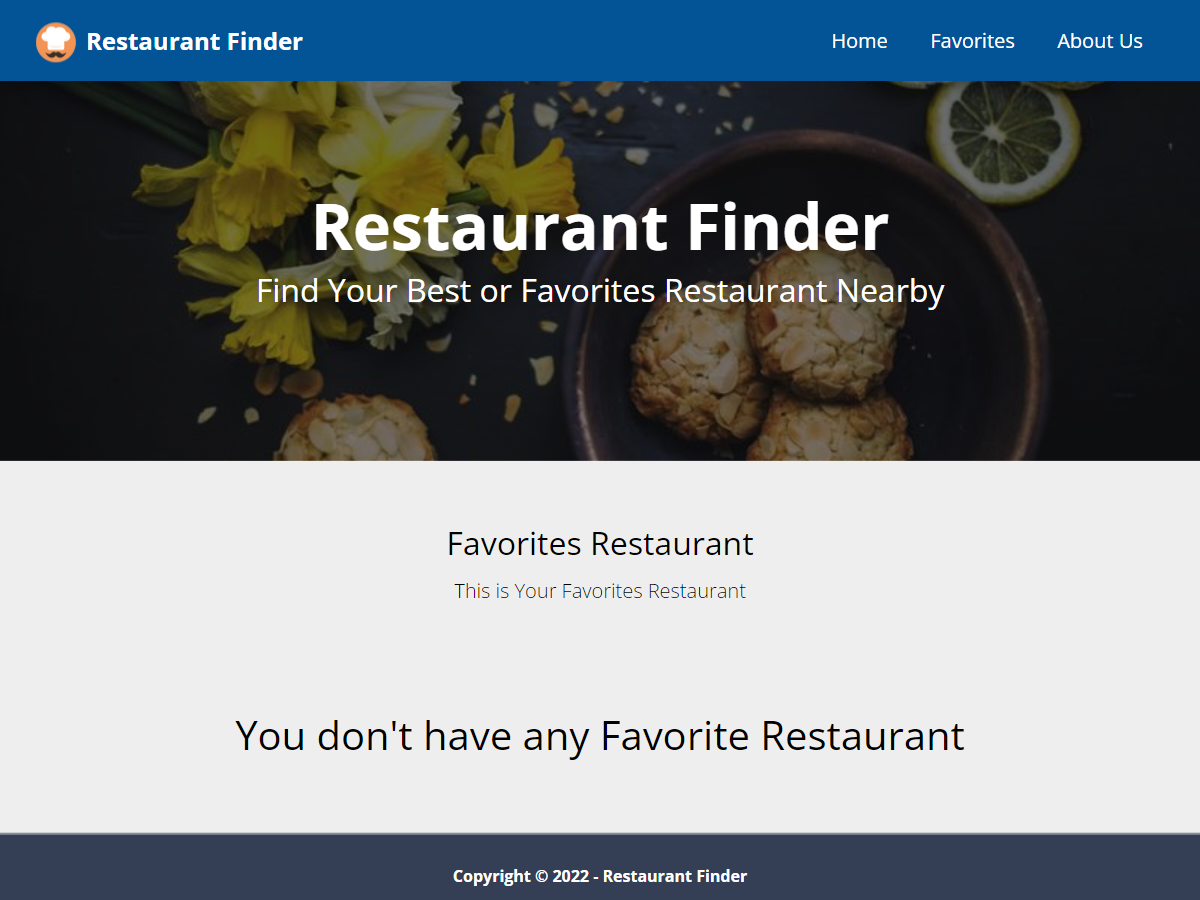 Restaurant Finder
Home
Favorites
About Us
Restaurant Finder
Find Your Best or Favorites Restaurant Nearby
Favorites Restaurant
This is Your Favorites Restaurant
You don't have any Favorite Restaurant
Copyright © 2022 - Restaurant Finder